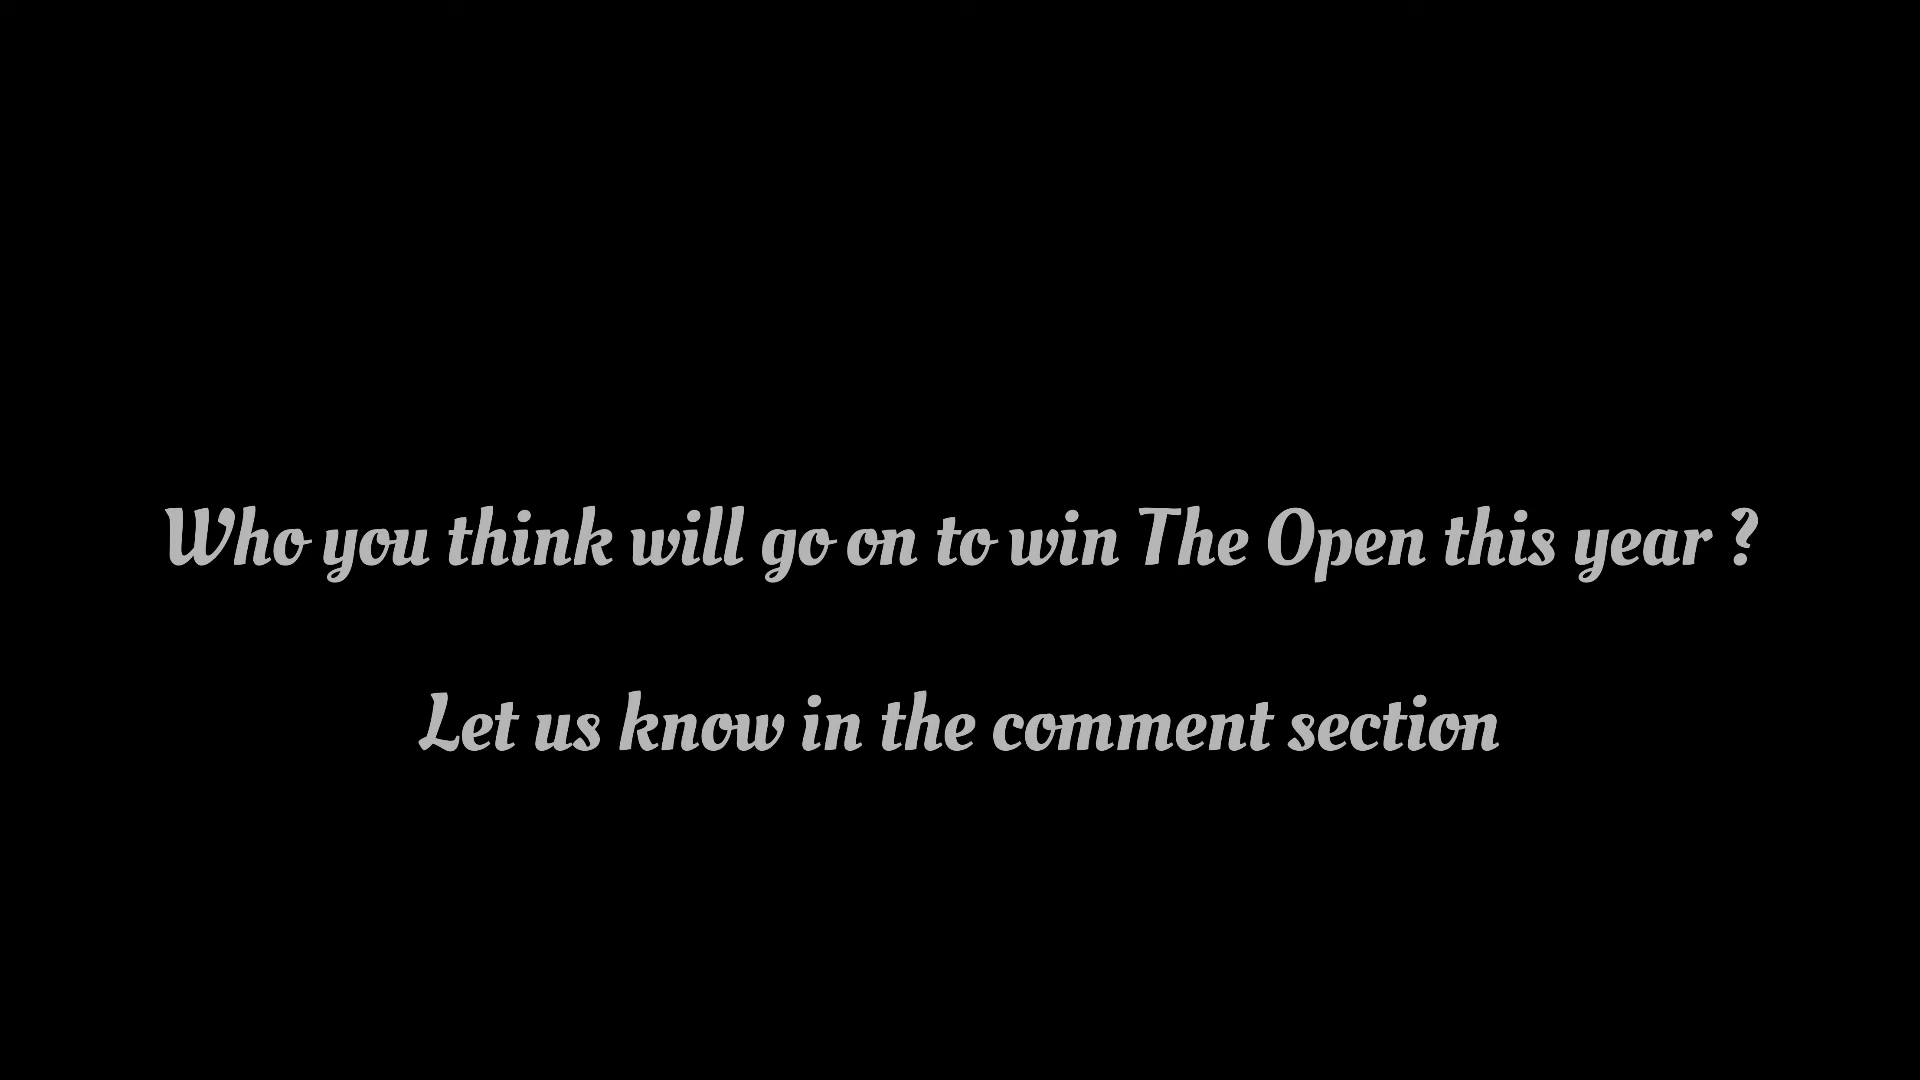 Who you think will go on to win The Open this year ?
Let us know in the comment section